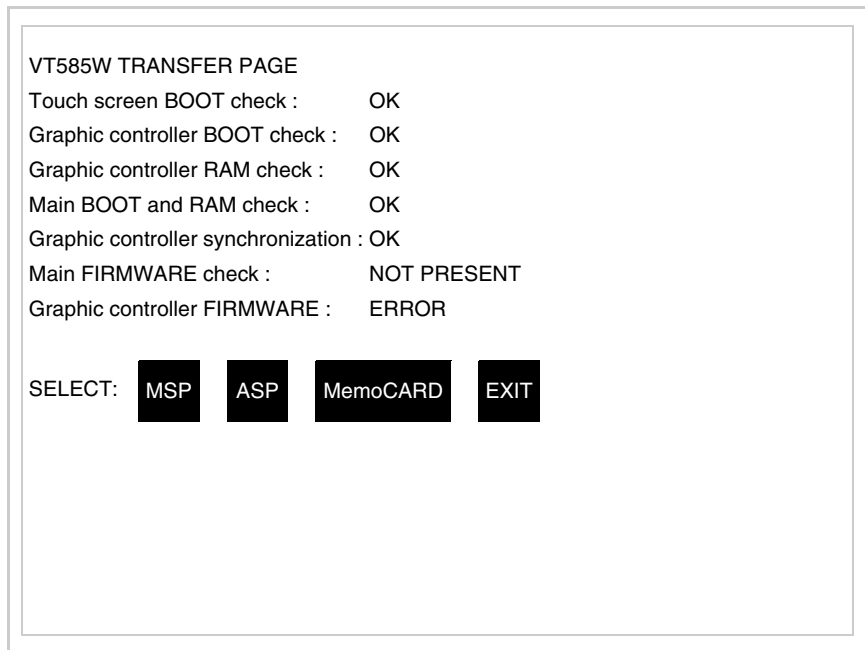 VT585W TRANSFER PAGE
Touch screen BOOT check : OK
Graphic controller BOOT check : OK
Graphic controller RAM check : OK
Main BOOT and RAM check : OK
Graphic controller synchronization : OK
Main FIRMWARE check : NOT PRESENT
Graphic controller FIRMWARE : ERROR
SELECT: MSP ASP MemoCARD EXIT